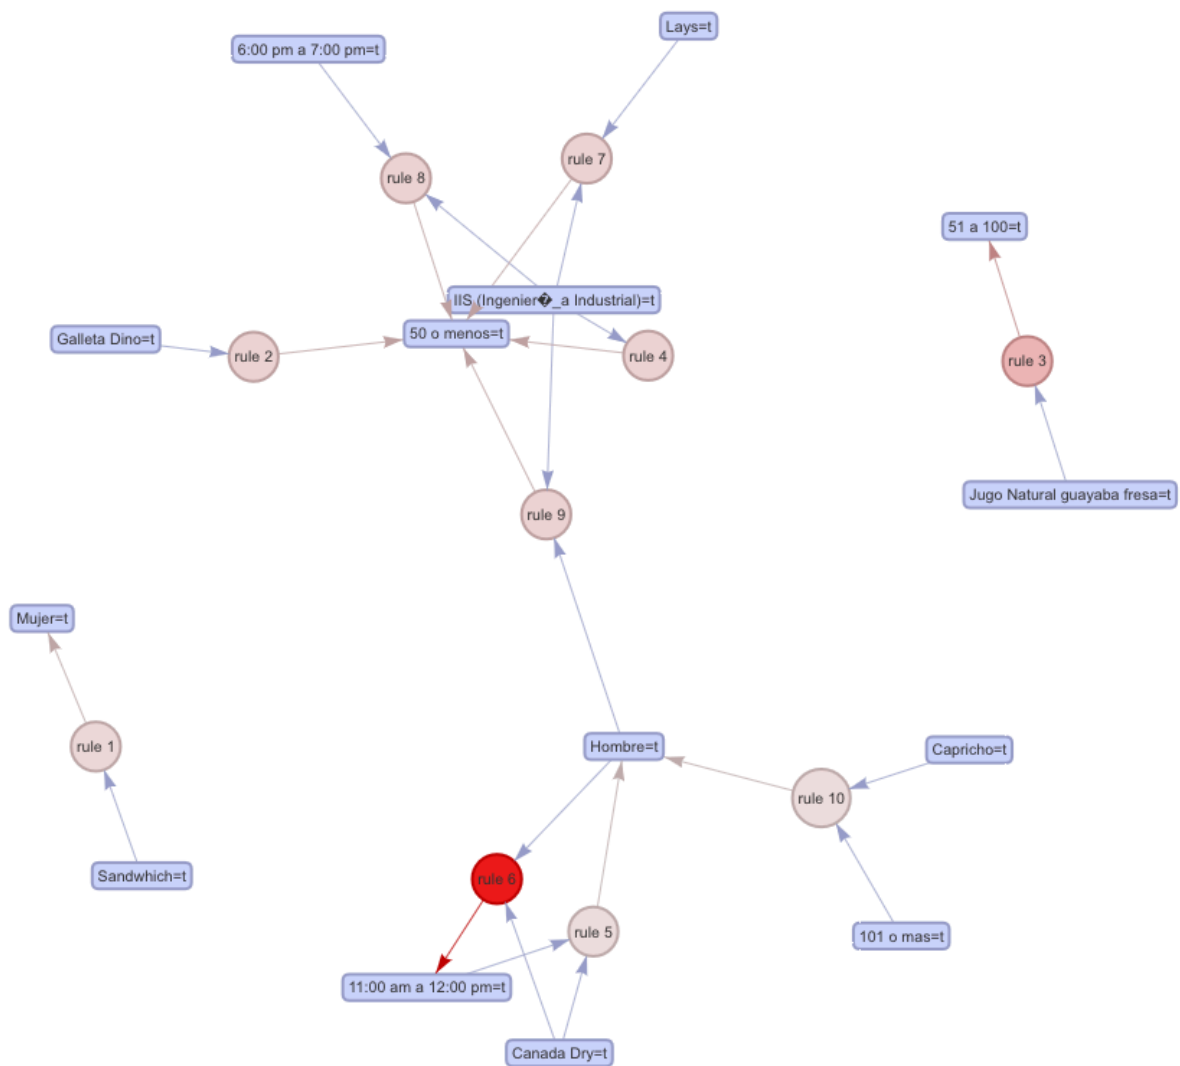 Lays=t
6:00 pm a 7:00 pm=t
rule 7
rule 8
51 a 100=t
IIS (Ingenier�_a Industrial)=t
50 o menos=t
Galleta Dino=t
rule 2
rule 4
rule 3
Jugo Natural guayaba fresa=t
rule 9
Mujer=t
rule 1
Hombre=t
Capricho=t
rule 10
Sandwhich=t
rule 6
rule 5
101 o mas=t
11:00 am a 12:00 pm=t
Canada Dry=t